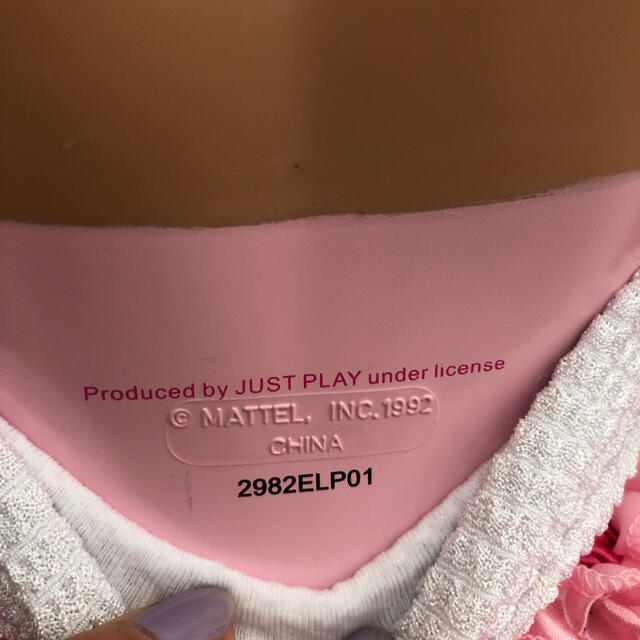 Produced by JUST PLAY under license
© MATTEL, INC.1992
CHINA
2982ELP01